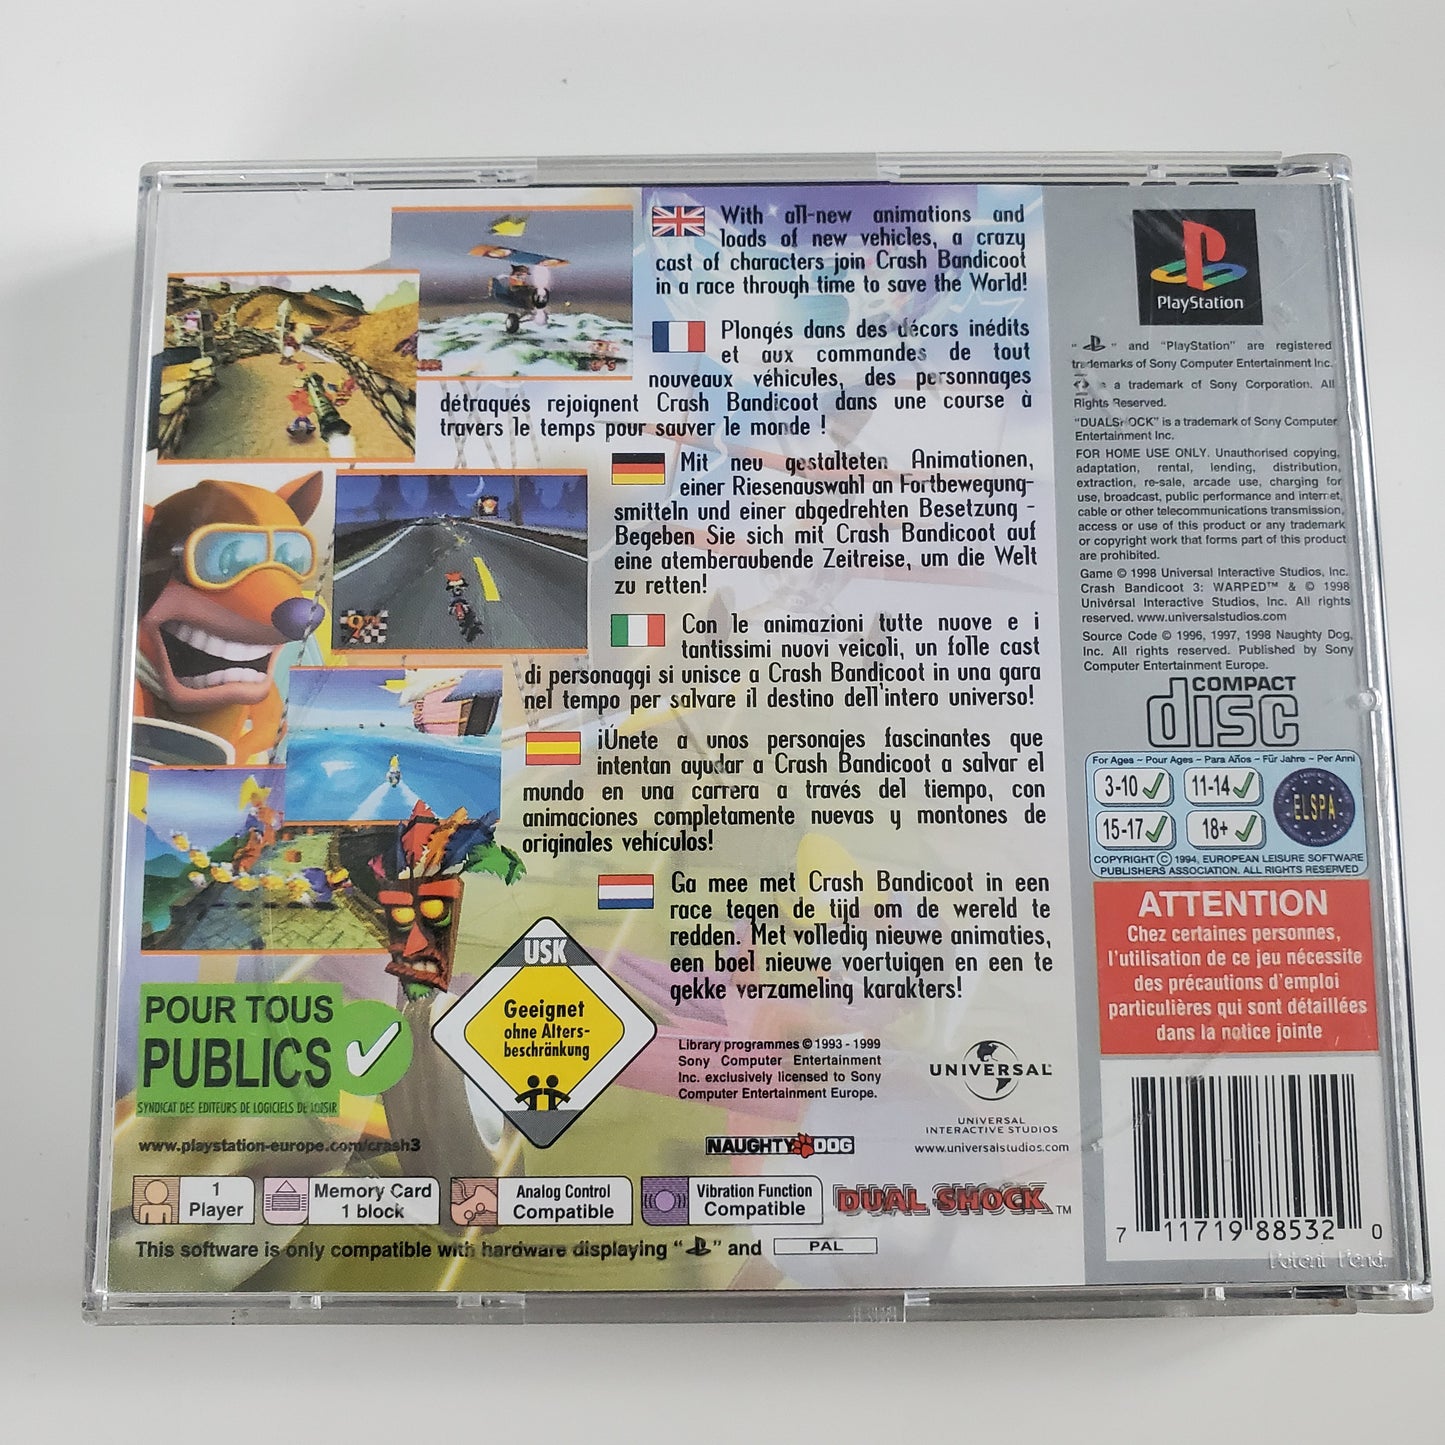 With all-new animations and
loads of new vehicles, a crazy
cast of characters join Crash Bandicoot
in a race through time to save the World!
Plongés dans des décors inédits
et aux commandes de tout
nouveaux véhicules, des personnages
détraqués rejoignent Crash Bandicoot dans une course à
travers le temps pour sauver le monde !
Mit neu gestalteten Animationen,
einer Riesenauswahl an Fortbewegung-
smitteln und einer abgedrehten Besetzung -
Begeben Sie sich mit Crash Bandicoot auf
eine atemberaubende Zeitreise, um die Welt
zu retten!
Con le animazioni tutte nuove e i
tantissimi nuovi veicoli, un folle cast
di personaggi si unisce a Crash Bandicoot in una gara
nel tempo per salvare il destino dell'intero universo!
¡Únete a unos personajes fascinantes que
intentan ayudar a Crash Bandicoot a salvar el
mundo en una carrera a través del tiempo, con
animaciones completamente nuevas y montones de
originales vehículos!
Ga mee met Crash Bandicoot in een
race tegen de tijd om de wereld te
redden. Met volledig nieuwe animaties,
een boel nieuwe voertuigen en een te
gekke verzameling karakters!
POUR TOUS
PUBLICS
SYNDICAT DES EDITEURS DE LOGICIELS DE LOISIR
www.playstation-europe.com/crash3
USK
Geeignet
ohne Alters-
beschränkung
Library programmes © 1993 - 1999
Sony Computer Entertainment
Inc. exclusively licensed to Sony
Computer Entertainment Europe.
NAUGHTY DOG
UNIVERSAL
UNIVERSAL
INTERACTIVE STUDIOS
www.universalstudios.com
1
Player
Memory Card
1 block
Analog Control
Compatible
Vibration Function
Compatible
DUAL SHOCK™
This software is only compatible with hardware displaying " " and PAL
PlayStation
" " and "PlayStation" are registered
trademarks of Sony Computer Entertainment Inc.
a trademark of Sony Corporation. All
Rights Reserved.
"DUALSHOCK" is a trademark of Sony Computer
Entertainment Inc.
FOR HOME USE ONLY. Unauthorised copying,
adaptation, rental, lending, distribution,
extraction, re-sale, arcade use, charging for
use, broadcast, public performance and internet,
cable or other telecommunications transmission,
access or use of this product or any trademark
or copyright work that forms part of this product
are prohibited.
Game © 1998 Universal Interactive Studios, Inc.
Crash Bandicoot 3: WARPED™ & © 1998
Universal Interactive Studios, Inc. All rights
reserved. www.universalstudios.com
Source Code © 1996, 1997, 1998 Naughty Dog,
Inc. All rights reserved. Published by Sony
Computer Entertainment Europe.
COMPACT
disc
For Ages ~ Pour Ages ~ Para Años ~ Für Jahre ~ Per Anni
3-10 11-14
15-17 18+
ELSPA
COPYRIGHT © 1994, EUROPEAN LEISURE SOFTWARE
PUBLISHERS ASSOCIATION. ALL RIGHTS RESERVED
ATTENTION
Chez certaines personnes,
l'utilisation de ce jeu nécessite
des précautions d'emploi
particulières qui sont détaillées
dans la notice jointe
7 11719 88532 0
Patent Pend.